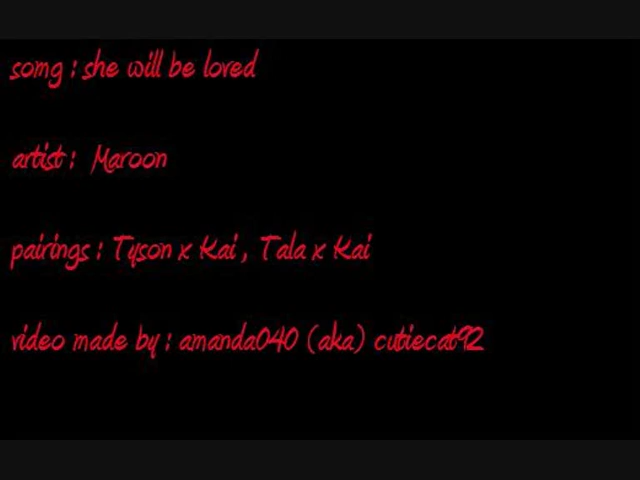 somg : she will be loved
artist : Maroon
pairings : Tyson x Kai , Tala x Kai
video made by : amanda040 (aka) cutiecat92